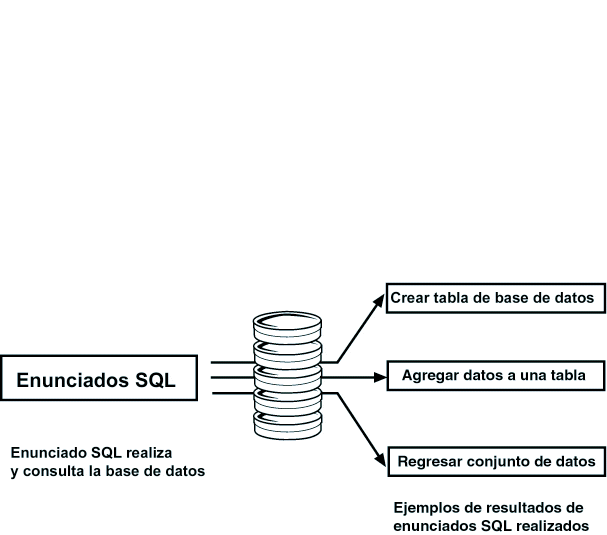 Crear tabla de base de datos
Enunciados SQL
Agregar datos a una tabla
Enunciado SQL realiza
y consulta la base de datos
Regresar conjunto de datos
Ejemplos de resultados de
enunciados SQL realizados